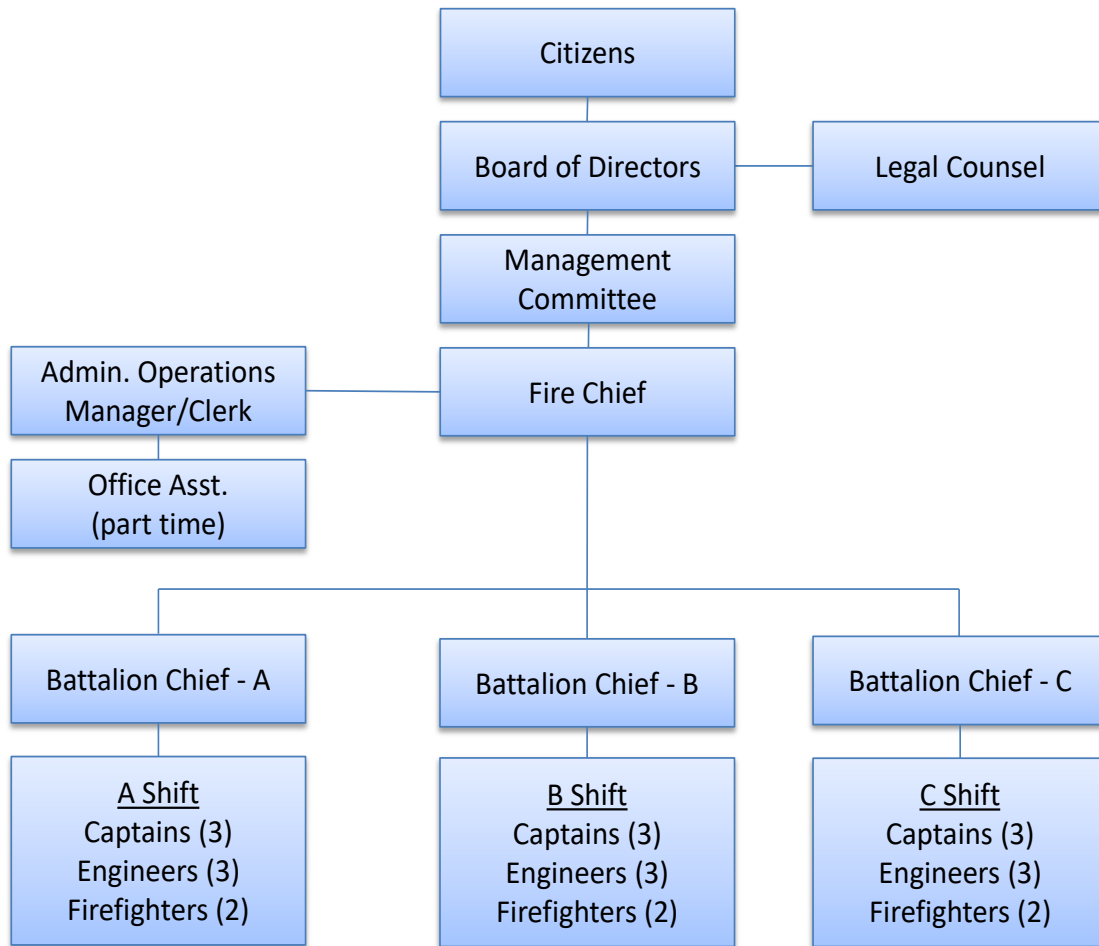 Citizens
Board of Directors
Legal Counsel
Management
Committee
Admin. Operations
Manager/Clerk
Fire Chief
Office Asst.
(part time)
Battalion Chief - A
Battalion Chief - B
Battalion Chief - C
A Shift
Captains (3)
Engineers (3)
Firefighters (2)
B Shift
Captains (3)
Engineers (3)
Firefighters (2)
C Shift
Captains (3)
Engineers (3)
Firefighters (2)